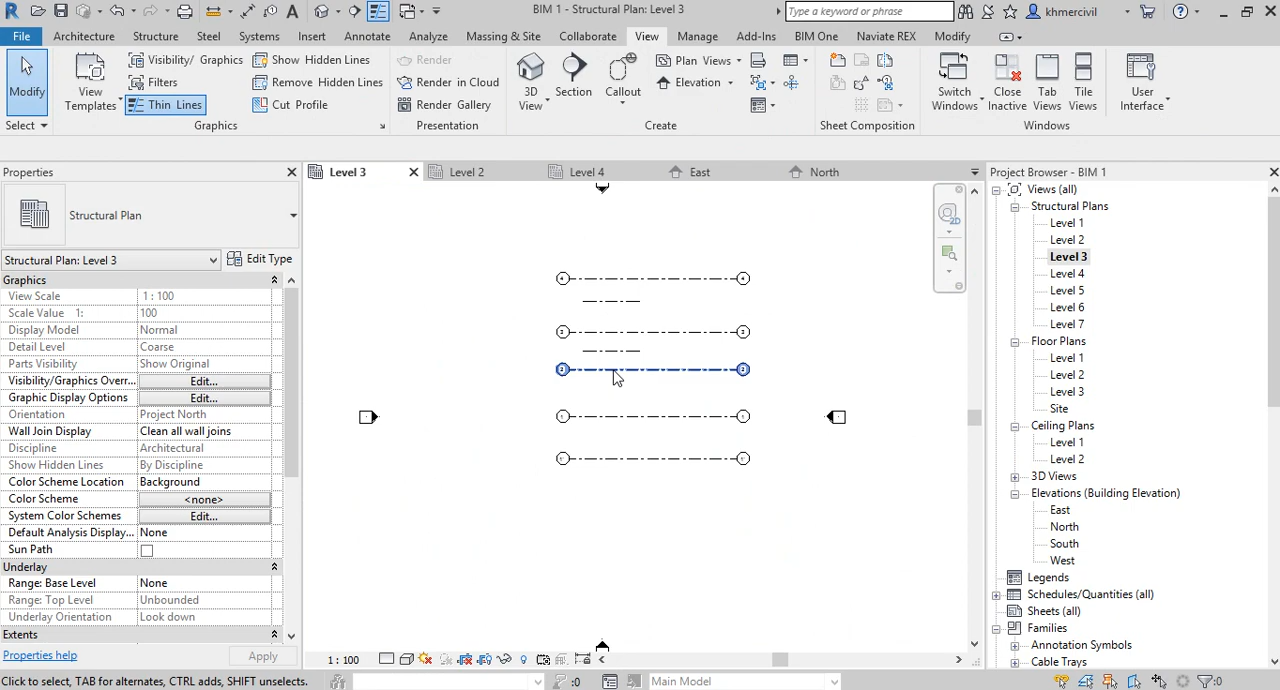 BIM 1 - Structural Plan: Level 3
Type a keyword or phrase
khmercivil
File Architecture Structure Steel Systems Insert Annotate Analyze Massing & Site Collaborate View Manage Add-Ins BIM One Naviate REX Modify
Modify
View
Templates
Visibility/ Graphics
Filters
Thin Lines
Show Hidden Lines
Remove Hidden Lines
Cut Profile
Render
Render in Cloud
Render Gallery
3D
View
Section
Callout
Plan Views
Elevation
Switch
Windows
Close
Inactive
Tab
Views
Tile
Views
User
Interface
Select
Graphics
Presentation
Create
Sheet Composition
Windows
Properties
Structural Plan
Structural Plan: Level 3
Edit Type
Graphics
View Scale 1 : 100
Scale Value 1: 100
Display Model Normal
Detail Level Coarse
Parts Visibility Show Original
Visibility/Graphics Overr... Edit...
Graphic Display Options Edit...
Orientation Project North
Wall Join Display Clean all wall joins
Discipline Architectural
Show Hidden Lines By Discipline
Color Scheme Location Background
Color Scheme <none>
System Color Schemes Edit...
Default Analysis Display... None
Sun Path
Underlay
Range: Base Level None
Range: Top Level Unbounded
Underlay Orientation Look down
Extents
Properties help
Apply
Level 3
Level 2
Level 4
East
North
2D
1 : 100
Project Browser - BIM 1
Views (all)
Structural Plans
Level 1
Level 2
Level 3
Level 4
Level 5
Level 6
Level 7
Floor Plans
Level 1
Level 2
Level 3
Site
Ceiling Plans
Level 1
Level 2
3D Views
Elevations (Building Elevation)
East
North
South
West
Legends
Schedules/Quantities (all)
Sheets (all)
Families
Annotation Symbols
Cable Trays
Click to select, TAB for alternates, CTRL adds, SHIFT unselects.
:0
Main Model
:0